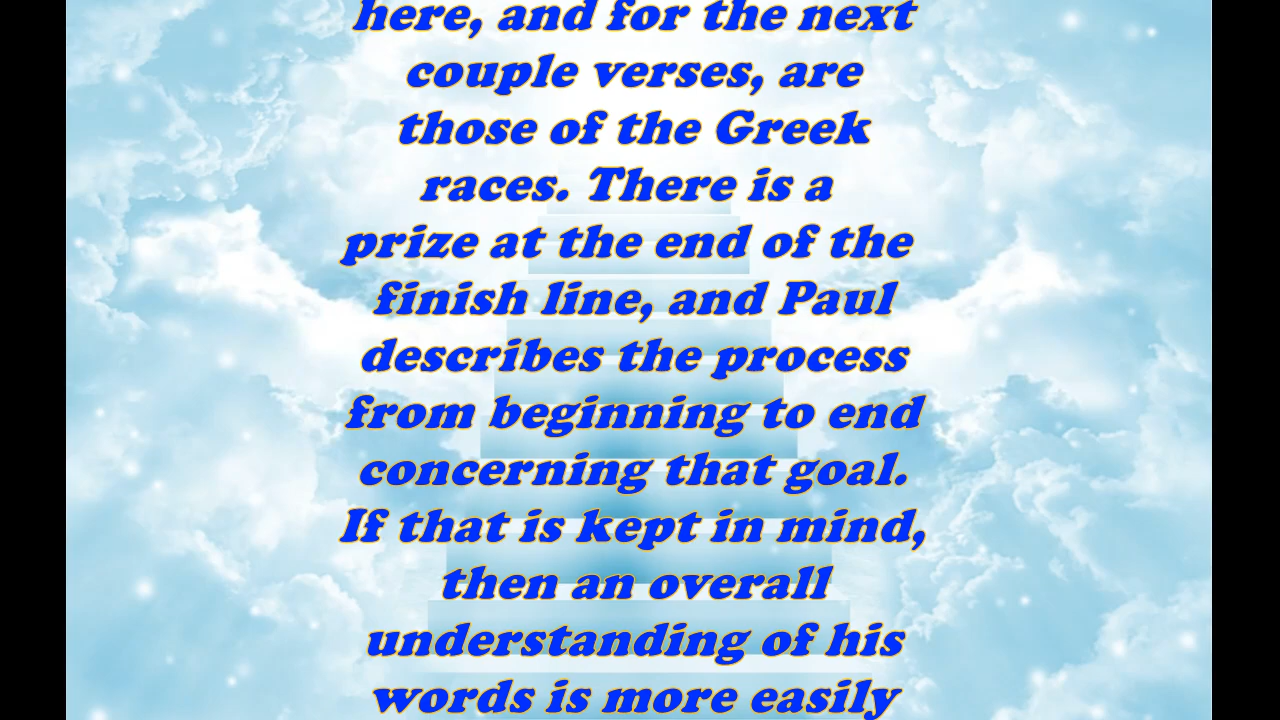 here, and for the next
couple verses, are
those of the Greek
races. There is a
prize at the end of the
finish line, and Paul
describes the process
from beginning to end
concerning that goal.
If that is kept in mind,
then an overall
understanding of his
words is more easily